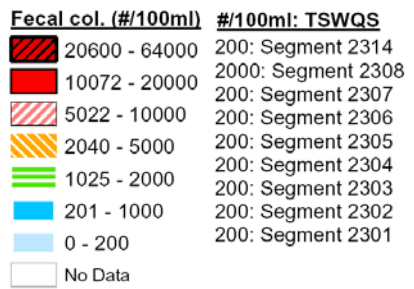 Fecal col. (#/100ml)
20600 - 64000
10072 - 20000
5022 - 10000
2040 - 5000
1025 - 2000
201 - 1000
0 - 200
No Data
#/100ml: TSWQS
200: Segment 2314
2000: Segment 2308
200: Segment 2307
200: Segment 2306
200: Segment 2305
200: Segment 2304
200: Segment 2303
200: Segment 2302
200: Segment 2301